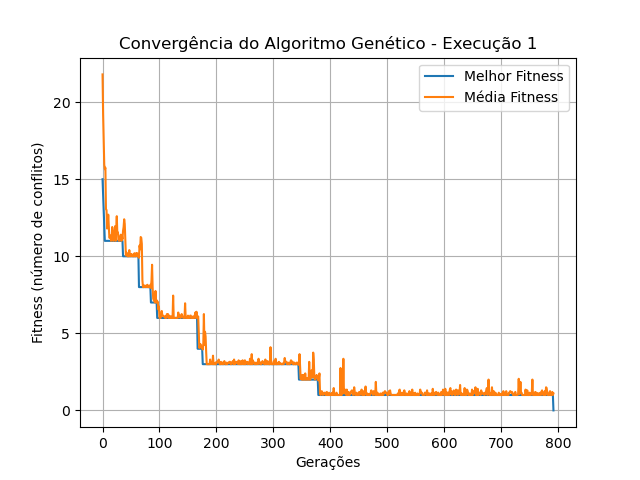 Convergência do Algoritmo Genético - Execução 1
Melhor Fitness
Média Fitness
Fitness (número de conflitos)
20
15
10
5
0
0 100 200 300 400 500 600 700 800
Gerações